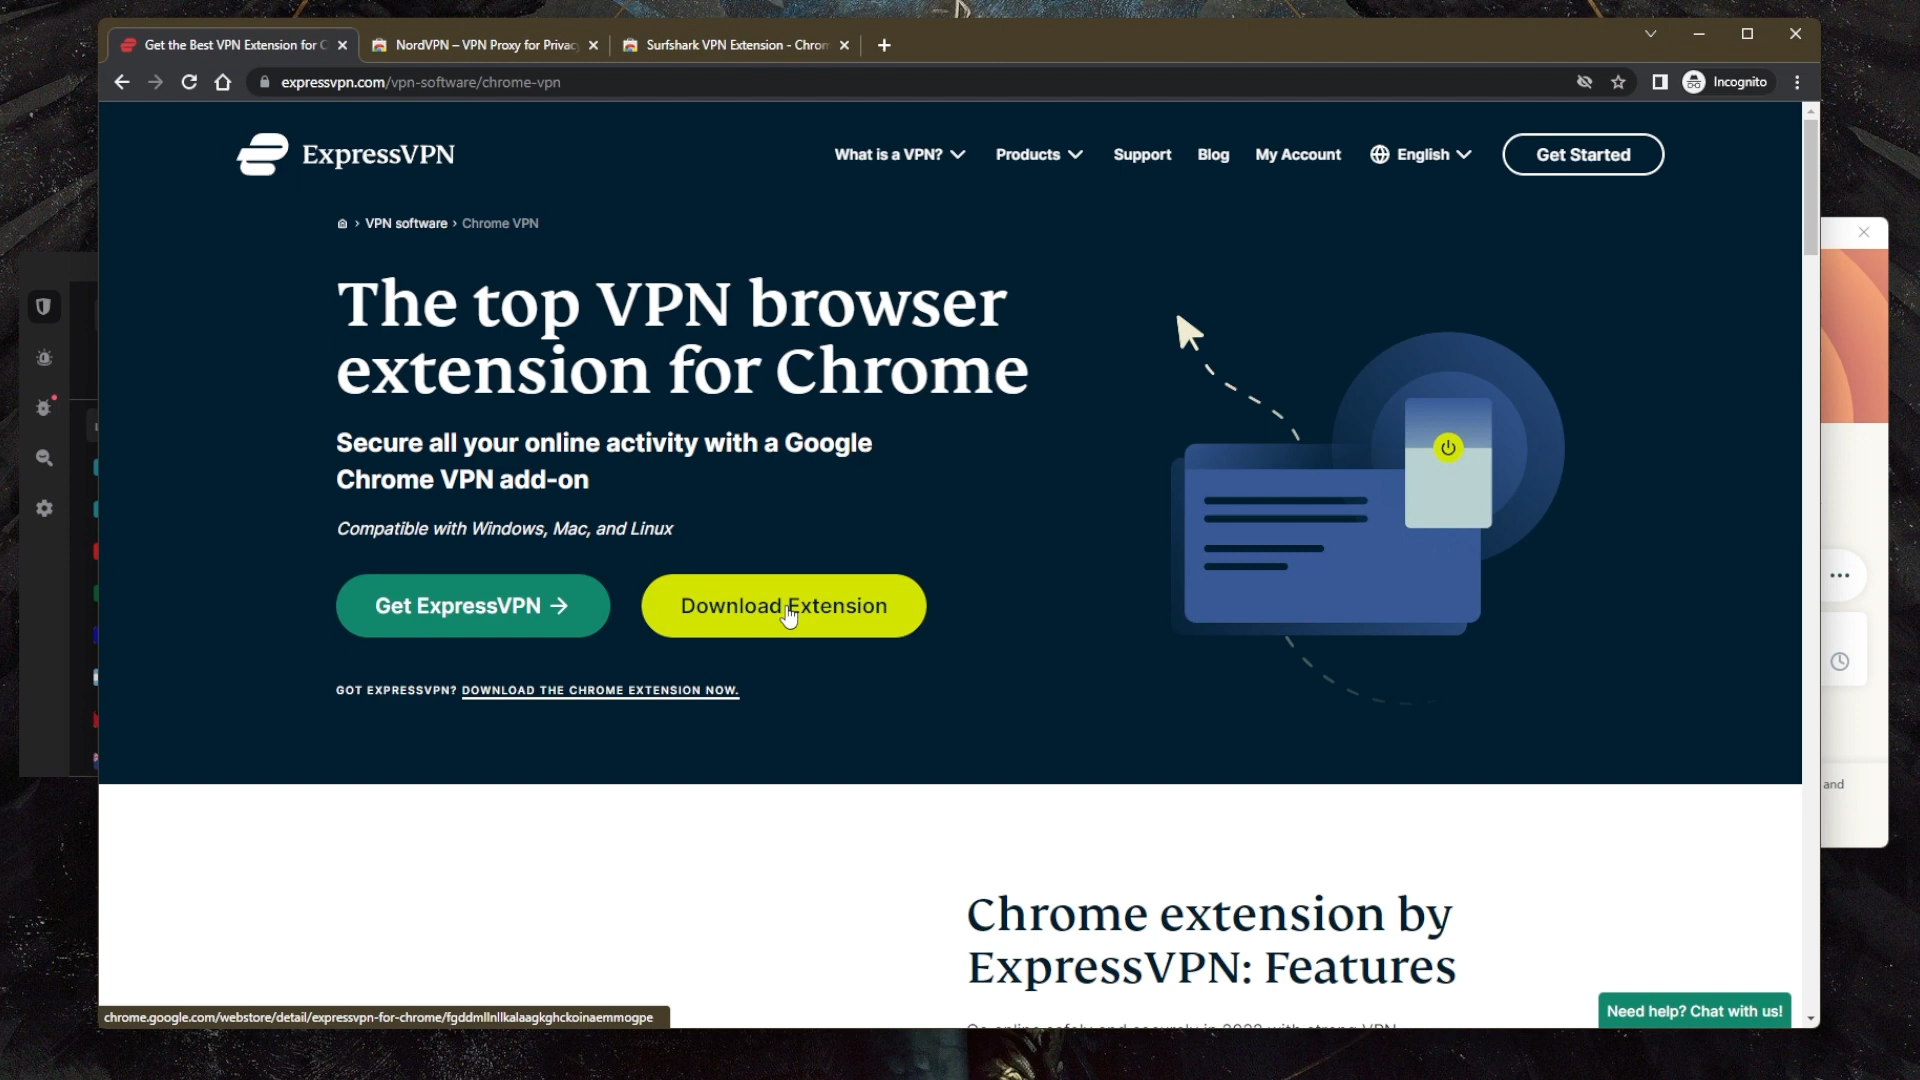 Get the Best VPN Extension for C
NordVPN – VPN Proxy for Privac
Surfshark VPN Extension - Chrom
expressvpn.com/vpn-software/chrome-vpn
Incognito
ExpressVPN
What is a VPN?
Products
Support
Blog
My Account
English
Get Started
> VPN software > Chrome VPN
The top VPN browser
extension for Chrome
Secure all your online activity with a Google
Chrome VPN add-on
Compatible with Windows, Mac, and Linux
Get ExpressVPN →
Download Extension
GOT EXPRESSVPN? DOWNLOAD THE CHROME EXTENSION NOW.
and
Chrome extension by
ExpressVPN: Features
Need help? Chat with us!
chrome.google.com/webstore/detail/expressvpn-for-chrome/fgddmllnllkalaagkghckoinaemmogpe